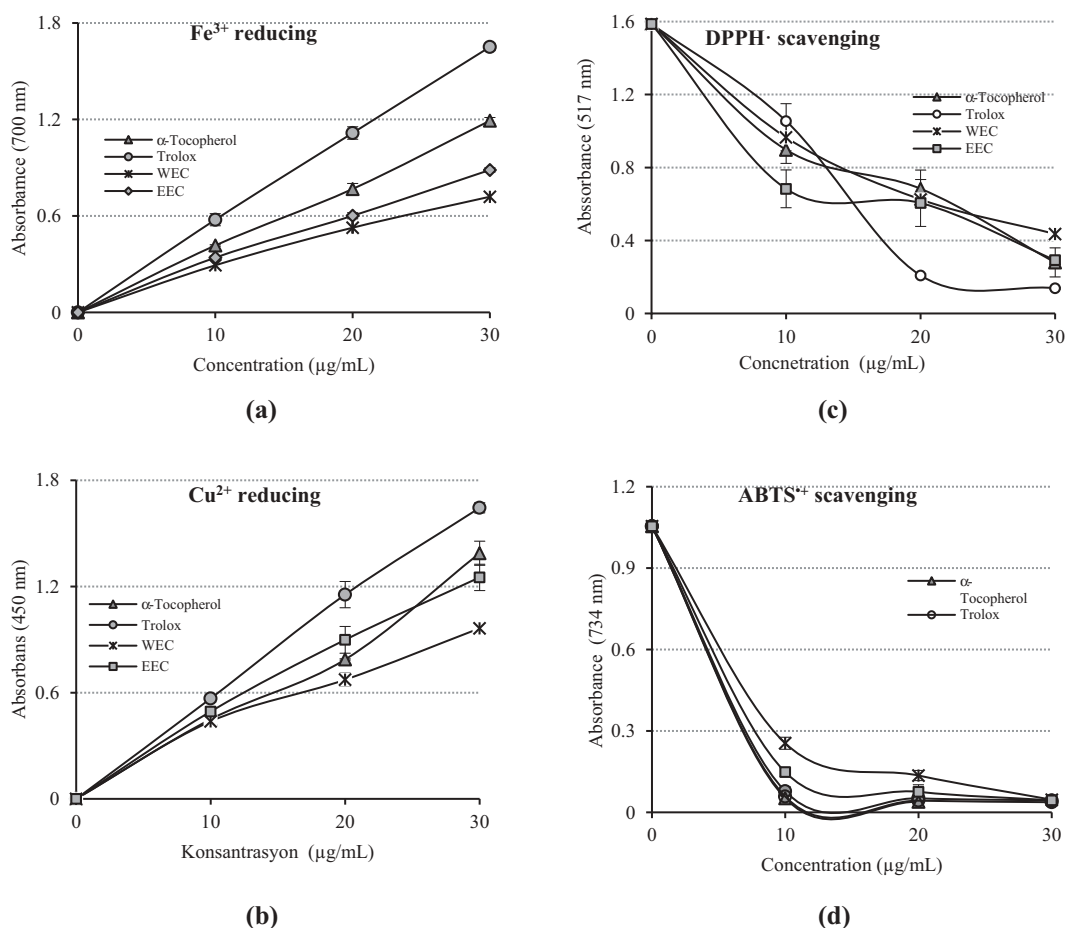 Fe³⁺ reducing
Absorbamce (700 nm)
1.8
1.2
0.6
0
α-Tocopherol
Trolox
WEC
EEC
0 10 20 30
Concentration (µg/mL)
(a)
DPPH· scavenging
Abssorbance (517 nm)
1.6
1.2
0.8
0.4
0
α-Tocopherol
Trolox
WEC
EEC
0 10 20 30
Concnetration (µg/mL)
(c)
Cu²⁺ reducing
Absorbans (450 nm)
1.8
1.2
0.6
0
α-Tocopherol
Trolox
WEC
EEC
0 10 20 30
Konsantrasyon (µg/mL)
(b)
ABTS·⁺ scavenging
Absorbance (734 nm)
1.2
0.9
0.6
0.3
0
α-
Tocopherol
Trolox
0 10 20 30
Concentration (µg/mL)
(d)